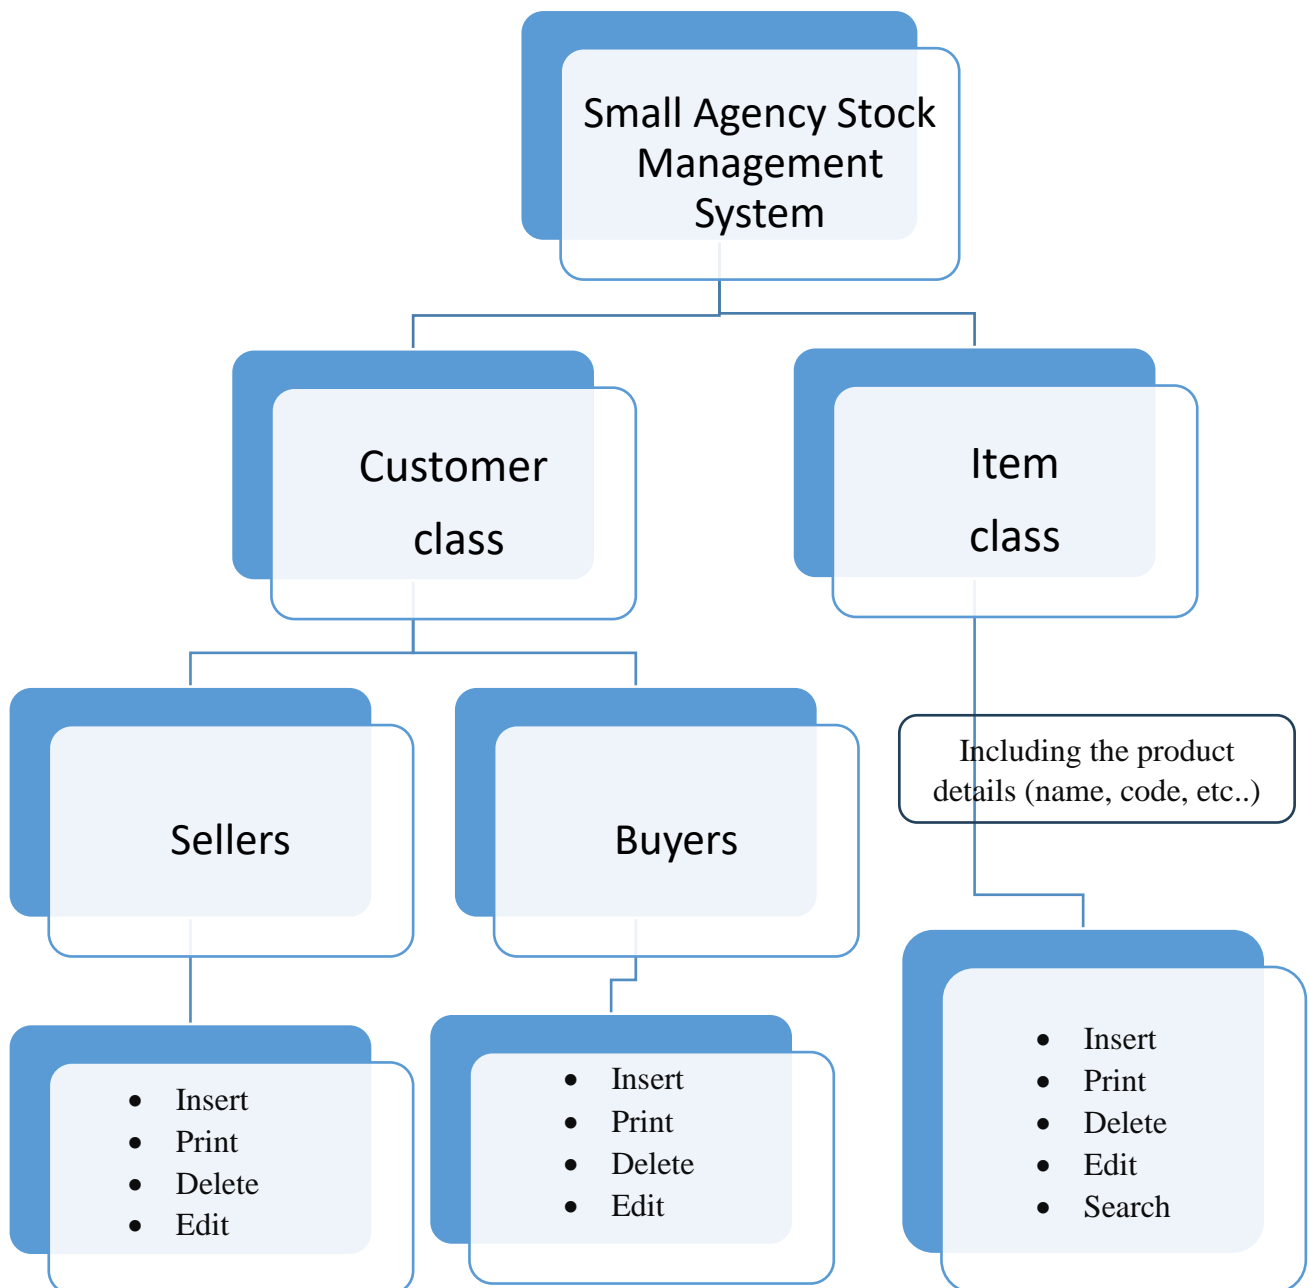 Small Agency Stock
Management
System
Customer
class
Item
class
Including the product
details (name, code, etc..)
Sellers
Buyers
• Insert
• Print
• Delete
• Edit
• Insert
• Print
• Delete
• Edit
• Insert
• Print
• Delete
• Edit
• Search